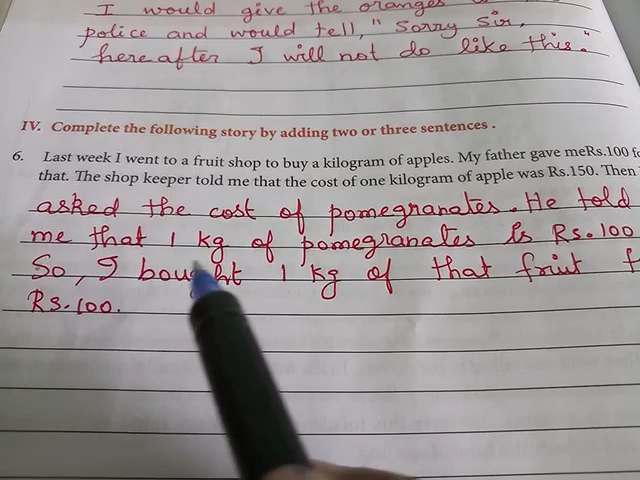 I would give the oranges
police and would tell, "Sorry Sir,
hereafter I will not do like this."
IV. Complete the following story by adding two or three sentences.
6. Last week I went to a fruit shop to buy a kilogram of apples. My father gave meRs.100 fo
that. The shop keeper told me that the cost of one kilogram of apple was Rs.150. Then
asked the cost of pomegranates. He told
me that 1 kg of pomegranates is Rs.100
So, I bought 1 kg of that fruit f
Rs.100.